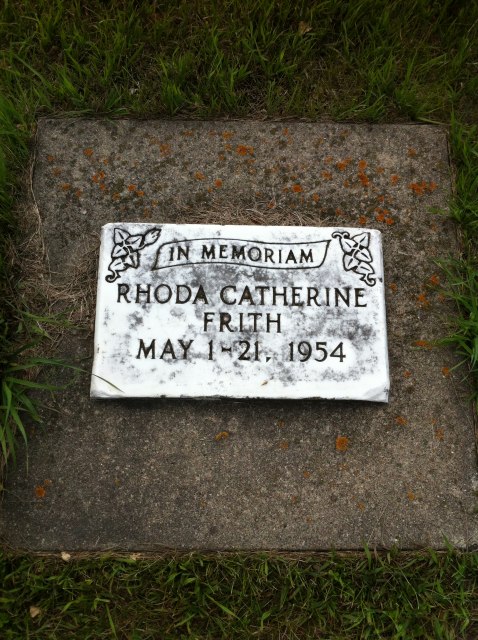 IN MEMORIAM
RHODA CATHERINE
FRITH
MAY 1-21, 1954